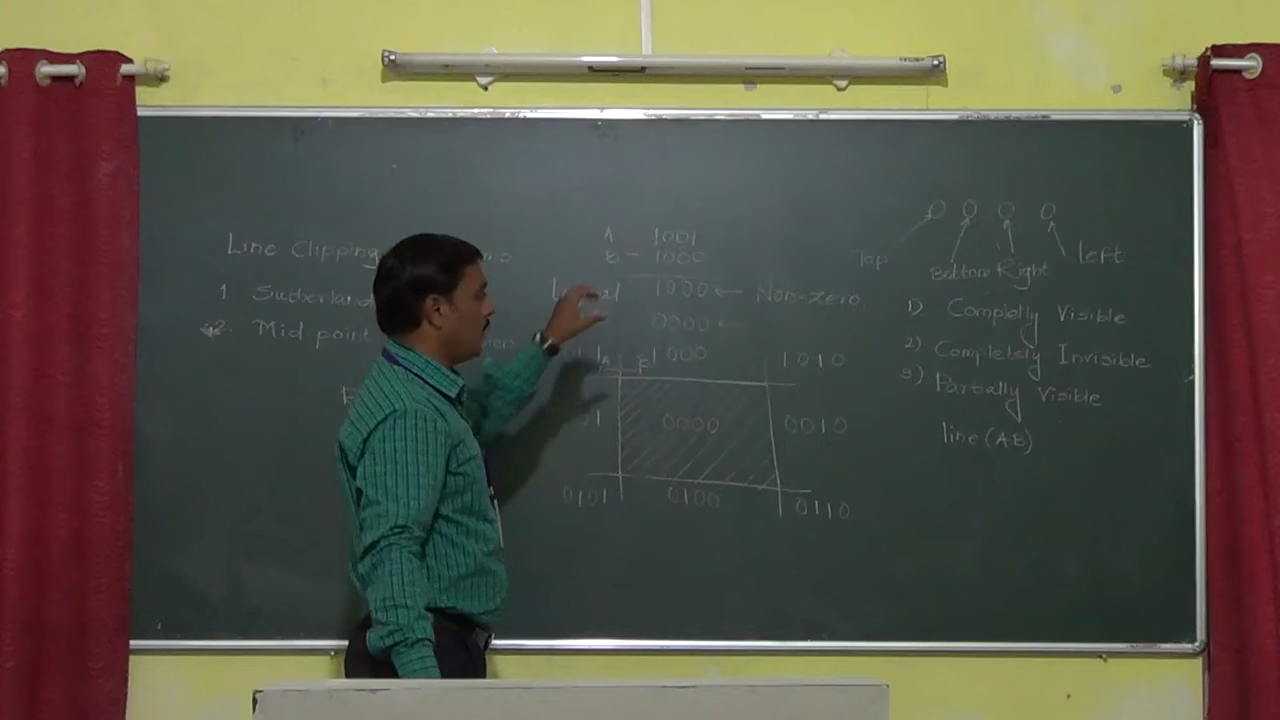 Line Clipping
1 Sutherland
2. Mid point
A 1001
B - 1000
1000 ← Non-zero
0000 ←
A B 1000 1010
0000 0010
0101 0100 0110
0 0 0 0
Top Bottom Right Left
1) Completly Visible
2) Completely Invisible
3) Partially Visible
line (AB)